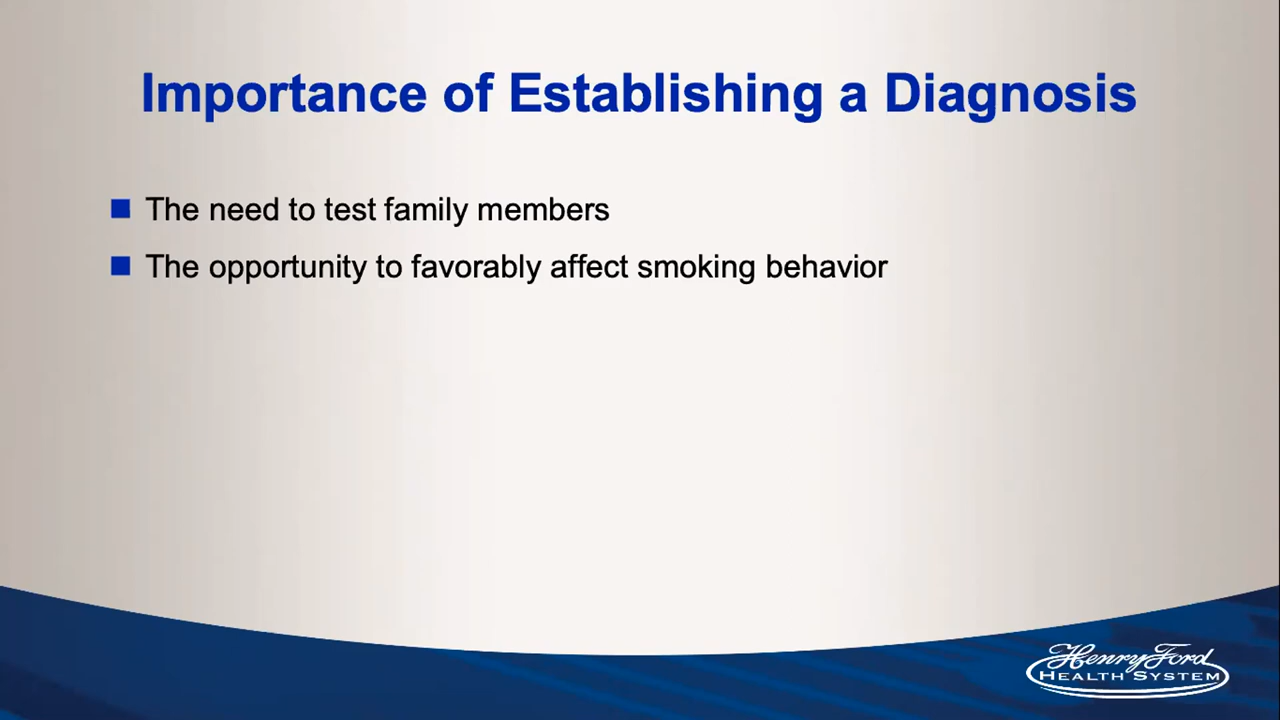 Importance of Establishing a Diagnosis
The need to test family members
The opportunity to favorably affect smoking behavior
Henry Ford
HEALTH SYSTEM